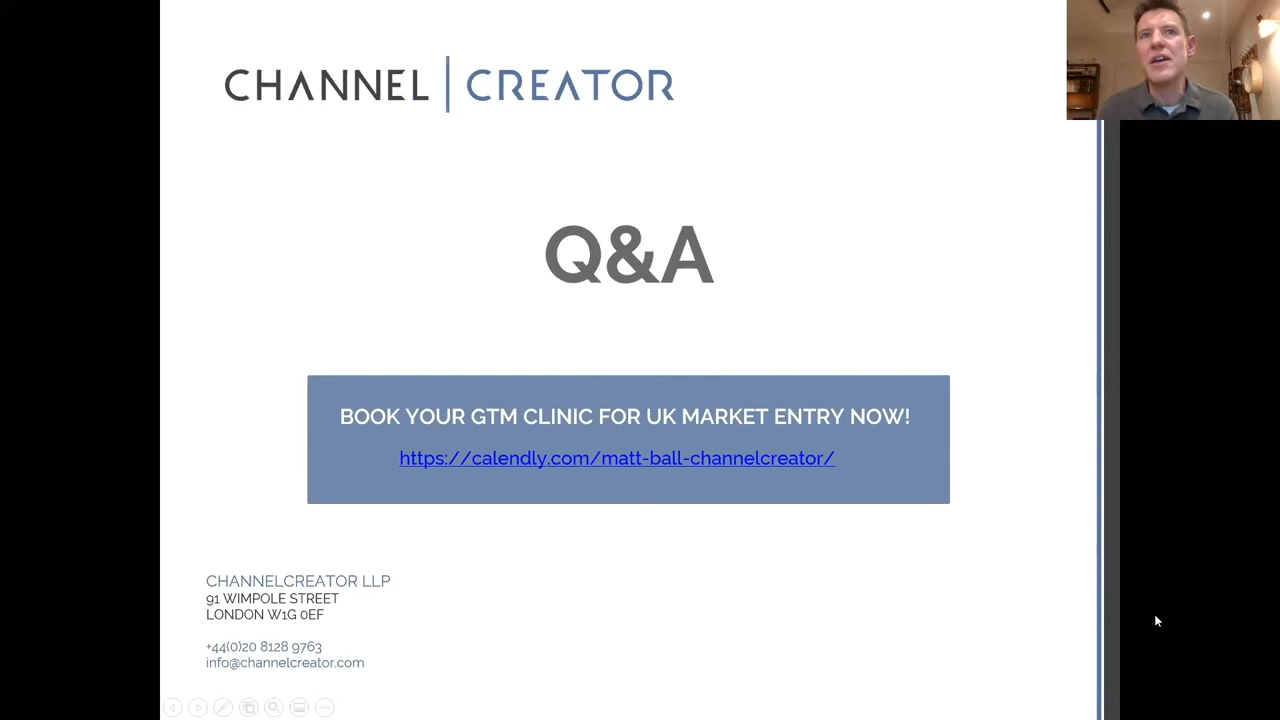 CHANNEL | CREATOR
Q&A
BOOK YOUR GTM CLINIC FOR UK MARKET ENTRY NOW!
https://calendly.com/matt-ball-channelcreator/
CHANNELCREATOR LLP
91 WIMPOLE STREET
LONDON W1G 0EF
+44(0)20 8128 9763
info@channelcreator.com